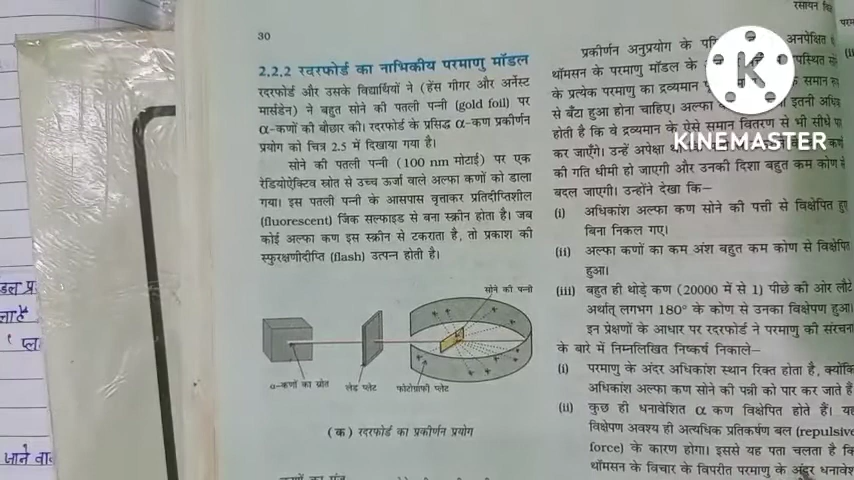 30
2.2.2 रदरफोर्ड का नाभिकीय परमाणु मॉडल
रदरफोर्ड और उसके विद्यार्थियों ने (हेंस गीगर और अर्नेस्ट
मार्सडेन) ने बहुत सोने की पतली पन्नी (gold foil) पर
α-कणों की बौछार की। रदरफोर्ड के प्रसिद्ध α-कण प्रकीर्णन
प्रयोग को चित्र 2.5 में दिखाया गया है।
सोने की पतली पन्नी (100 nm मोटाई) पर एक
रेडियोऐक्टिव स्रोत से उच्च ऊर्जा वाले अल्फा कणों को डाला
गया। इस पतली पन्नी के आसपास वृत्ताकर प्रतिदीप्तिशील
(fluorescent) जिंक सल्फाइड से बना स्क्रीन होता है। जब
कोई अल्फा कण इस स्क्रीन से टकराता है, तो प्रकाश की
स्फुरक्षणीदीप्ति (flash) उत्पन्न होती है।
सोने की पन्नी
α-कणों का स्रोत
लेड प्लेट
फोटोग्राफी प्लेट
(क) रदरफोर्ड का प्रकीर्णन प्रयोग
रसायन
प्रकीर्णन अनुप्रयोग के अनपेक्षित
थॉमसन के परमाणु मॉडल के
के प्रत्येक परमाणु का द्रव्यमान के समान
से बँटा हुआ होना चाहिए। अल्फा इतनी
होती है कि वे द्रव्यमान के ऐसे समान वितरण से भी सीधे
कर जाएँगे। उन्हें अपेक्षा
की गति धीमी हो जाएगी और उनकी दिशा बहुत कम कोण से
बदल जाएगी। उन्होंने देखा कि–
(i) अधिकांश अल्फा कण सोने की पत्ती से विक्षेपित हुए
बिना निकल गए।
(ii) अल्फा कणों का कम अंश बहुत कम कोण से विक्षेपित
हुआ।
(iii) बहुत ही थोड़े कण (20000 में से 1) पीछे की ओर लौटे
अर्थात् लगभग 180° के कोण से उनका विक्षेपण हुआ।
इन प्रेक्षणों के आधार पर रदरफोर्ड ने परमाणु की संरचना
के बारे में निम्नलिखित निष्कर्ष निकाले–
(i) परमाणु के अंदर अधिकांश स्थान रिक्त होता है, क्योंकि
अधिकांश अल्फा कण सोने की पन्नी को पार कर जाते हैं
(ii) कुछ ही धनावेशित α कण विक्षेपित होते हैं। यह
विक्षेपण अवश्य ही अत्यधिक प्रतिकर्षण बल (repulsive
force) के कारण होगा। इससे यह पता चलता है कि
थॉमसन के विचार के विपरीत परमाणु के अंदर धनावेश
KINEMASTER
जाने